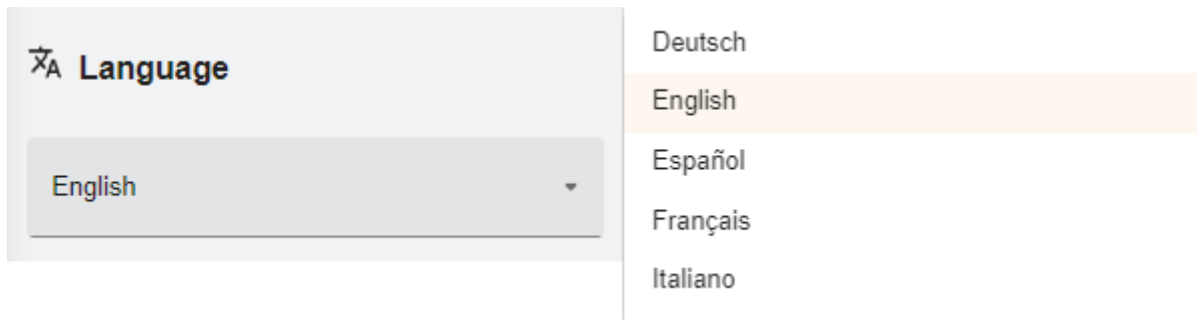 Language
English
Deutsch
English
Español
Français
Italiano